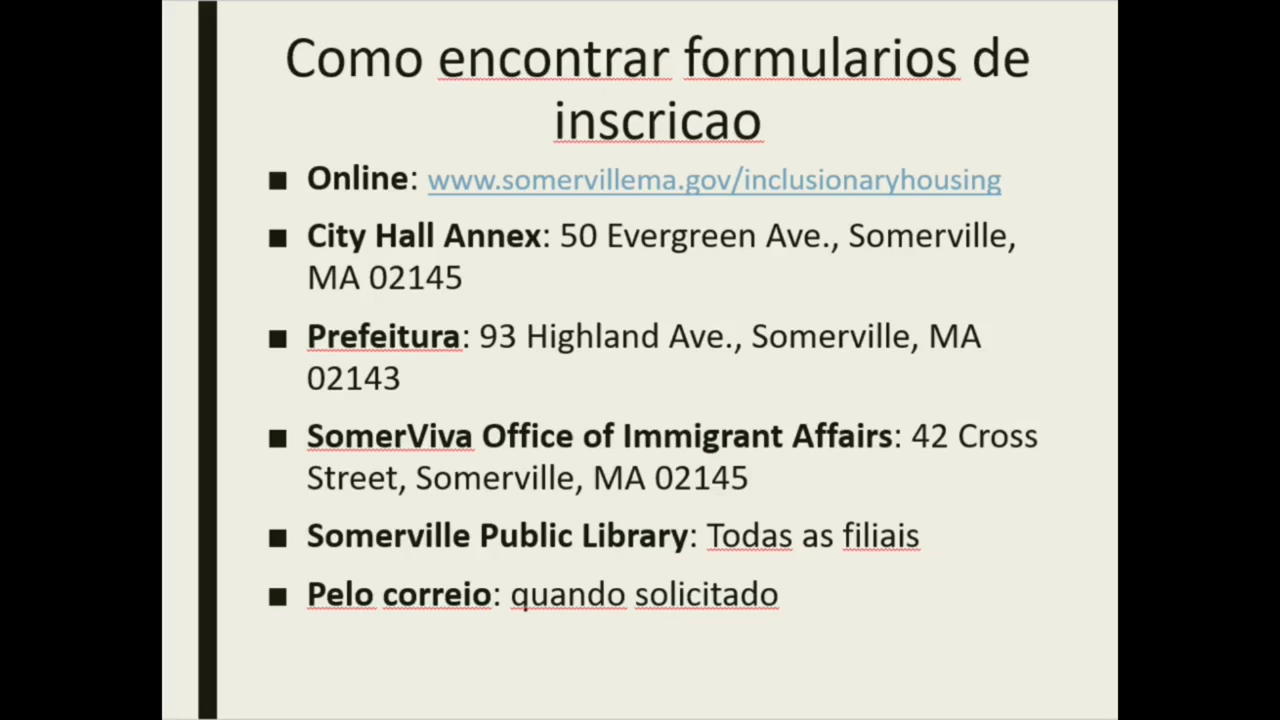 Como encontrar formularios de
inscricao
■ Online: www.somervillema.gov/inclusionaryhousing
■ City Hall Annex: 50 Evergreen Ave., Somerville,
MA 02145
■ Prefeitura: 93 Highland Ave., Somerville, MA
02143
■ SomerViva Office of Immigrant Affairs: 42 Cross
Street, Somerville, MA 02145
■ Somerville Public Library: Todas as filiais
■ Pelo correio: quando solicitado